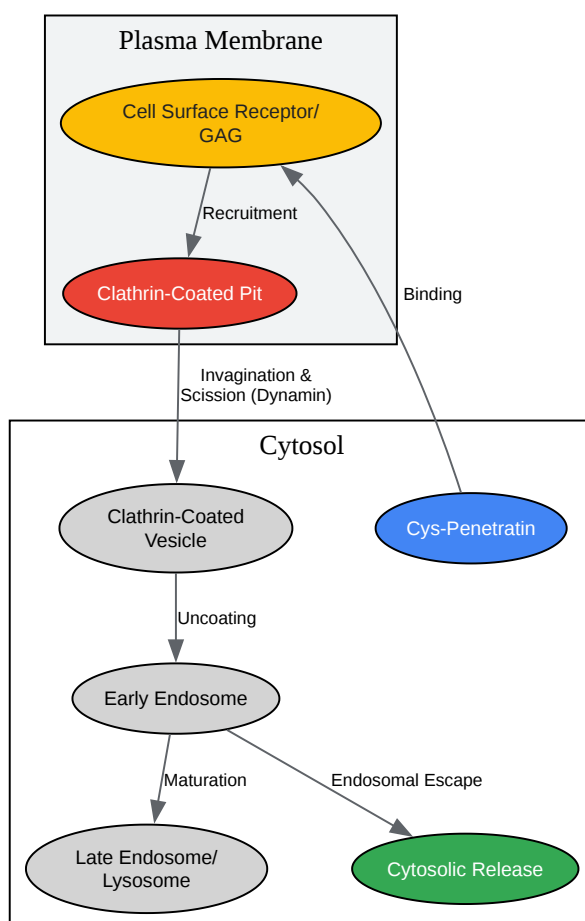 Plasma Membrane
Cell Surface Receptor/
GAG
Recruitment
Clathrin-Coated Pit
Binding
Invagination &
Scission (Dynamin)
Cytosol
Clathrin-Coated
Vesicle
Cys-Penetratin
Uncoating
Early Endosome
Maturation
Endosomal Escape
Late Endosome/
Lysosome
Cytosolic Release